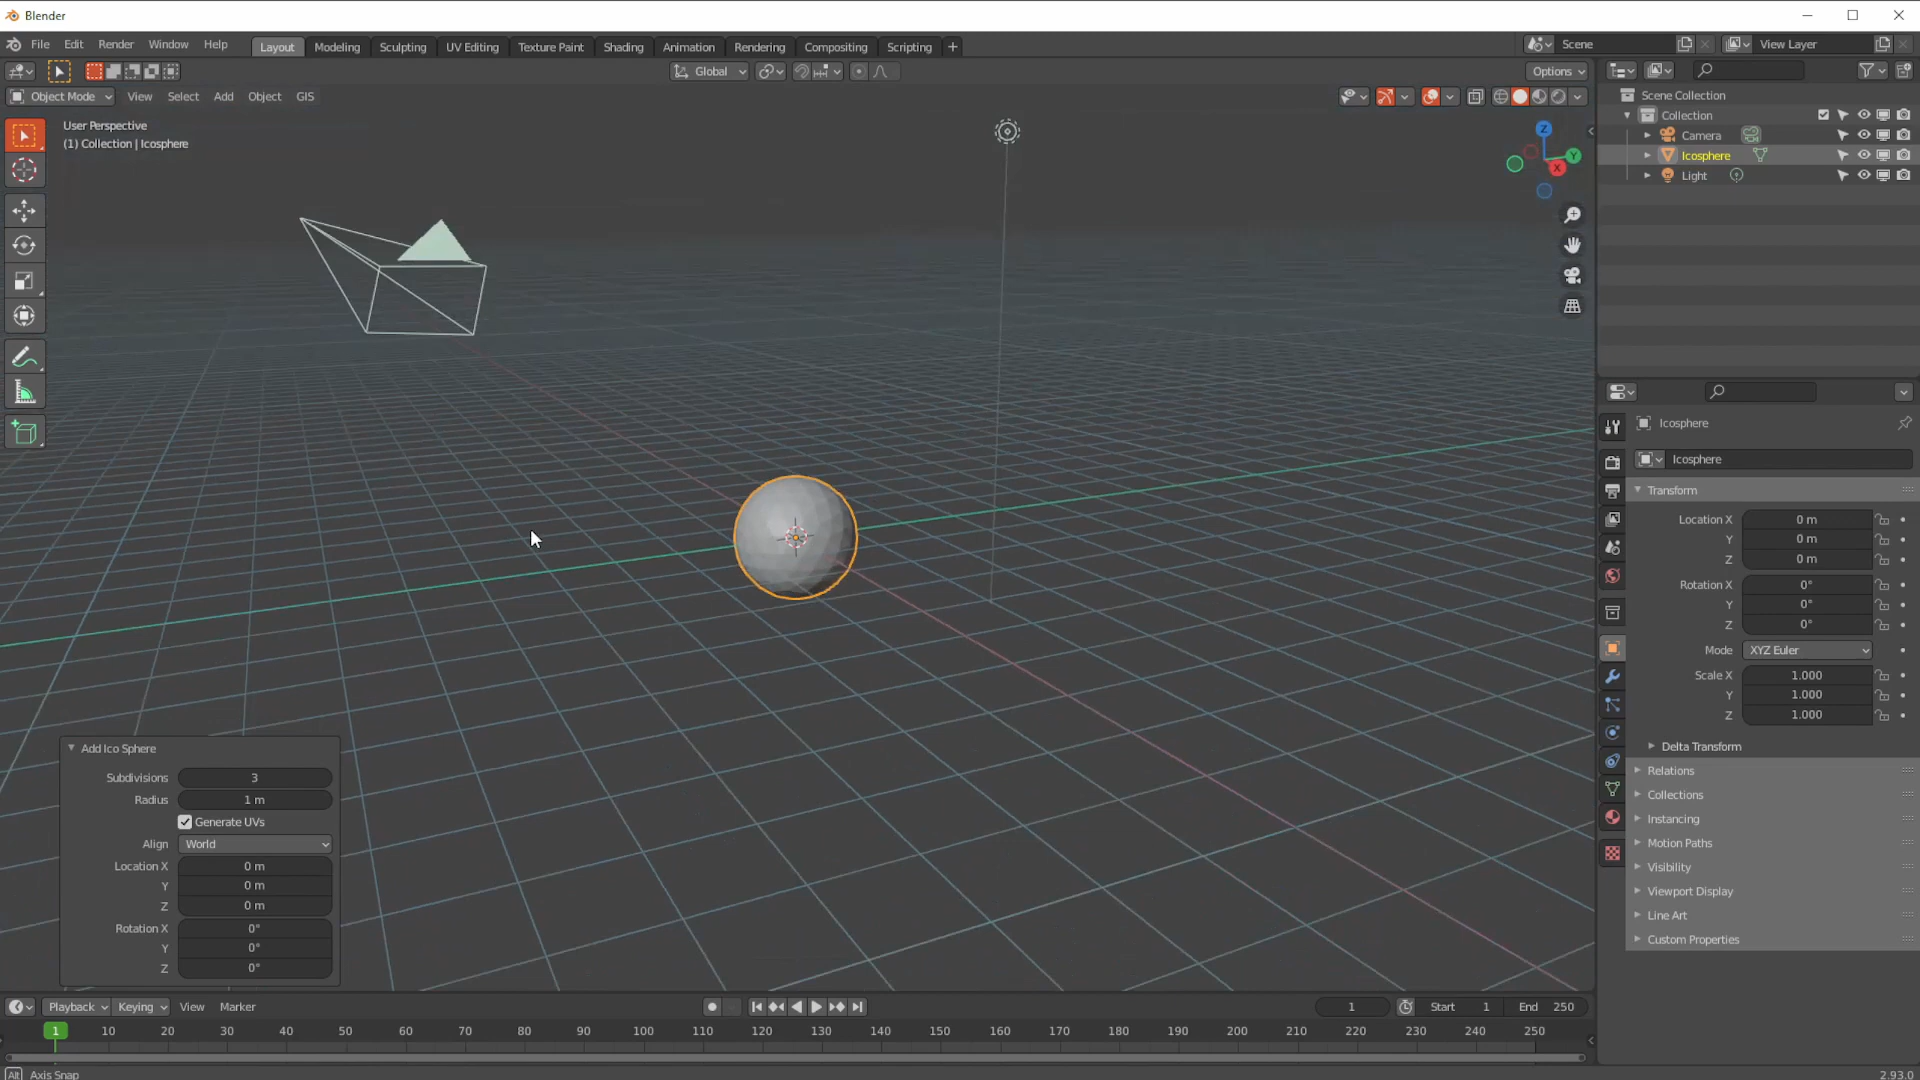 Blender
File Edit Render Window Help Layout Modeling Sculpting UV Editing Texture Paint Shading Animation Rendering Compositing Scripting + Scene View Layer
Global Options
Object Mode View Select Add Object GIS
User Perspective
(1) Collection | Icosphere
Z
Y
X
Scene Collection
Collection
Camera
Icosphere
Light
Icosphere
Icosphere
Transform
Location X 0 m
Y 0 m
Z 0 m
Rotation X 0°
Y 0°
Z 0°
Mode XYZ Euler
Scale X 1.000
Y 1.000
Z 1.000
Delta Transform
Relations
Collections
Instancing
Motion Paths
Visibility
Viewport Display
Line Art
Custom Properties
Add Ico Sphere
Subdivisions 3
Radius 1 m
Generate UVs
Align World
Location X 0 m
Y 0 m
Z 0 m
Rotation X 0°
Y 0°
Z 0°
Playback Keying View Marker 1 Start 1 End 250
1 10 20 30 40 50 60 70 80 90 100 110 120 130 140 150 160 170 180 190 200 210 220 230 240 250
Alt Axis Snap 2.93.0